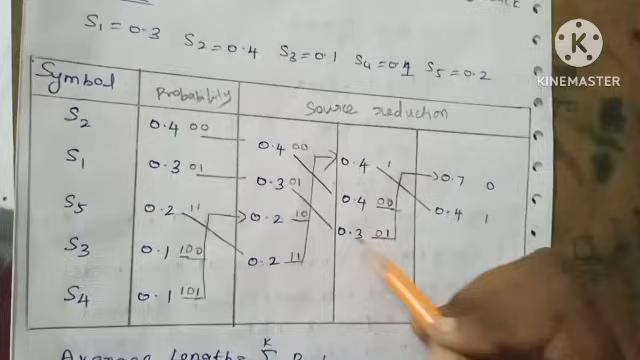 S1 = 0.3 S2 = 0.4 S3 = 0.1 S4 = 0.1 S5 = 0.2
KINEMASTER
Symbol Probability Source reduction
S2 0.4 00 0.4 00 0.4 1 0.7 0
S1 0.3 01 0.3 01 0.4 00 0.4 1
S5 0.2 11 0.2 10 0.3 01
S3 0.1 100 0.2 11
S4 0.1 101